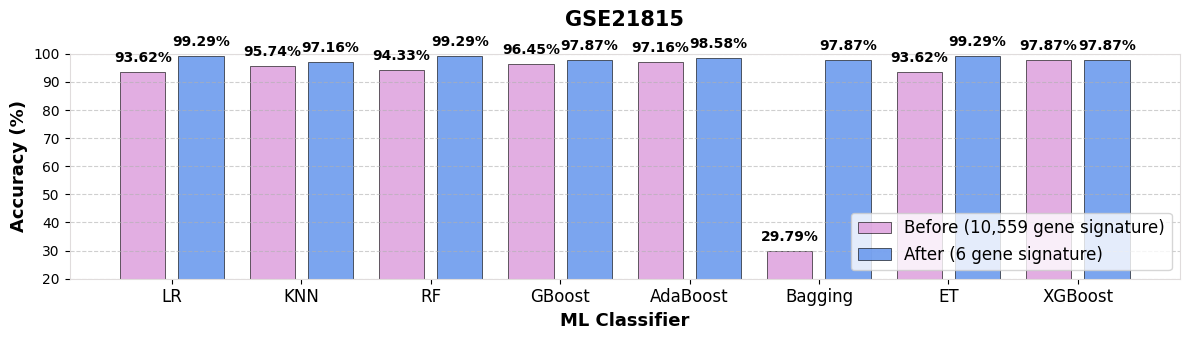 GSE21815
93.62% 99.29% 95.74% 97.16% 94.33% 99.29% 96.45% 97.87% 97.16% 98.58% 29.79% 97.87% 93.62% 99.29% 97.87% 97.87%
100
90
80
70
60
50
40
30
20
Accuracy (%)
Before (10,559 gene signature)
After (6 gene signature)
LR KNN RF GBoost AdaBoost Bagging ET XGBoost
ML Classifier